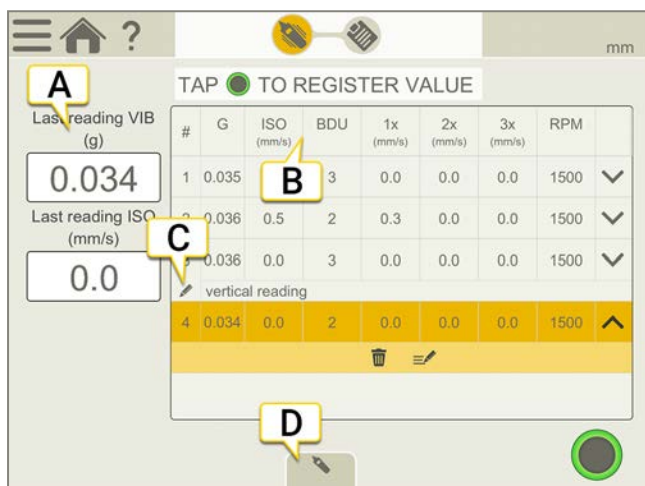 ?
mm
A
TAP TO REGISTER VALUE
Last reading VIB
(g)
0.034
Last reading ISO
(mm/s)
0.0
# G ISO (mm/s) BDU 1x (mm/s) 2x (mm/s) 3x (mm/s) RPM
B
1 0.035 3 0.0 0.0 0.0 1500
0.036 0.5 2 0.3 0.0 0.0 1500
C
0.036 0.0 3 0.0 0.0 0.0 1500
vertical reading
4 0.034 0.0 2 0.0 0.0 0.0 1500
D